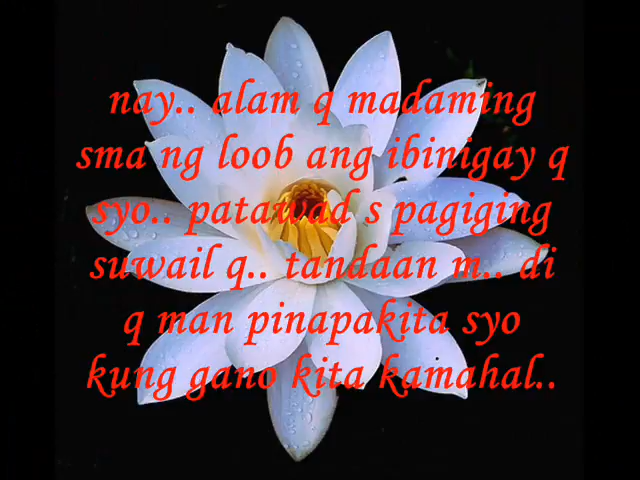 nay.. alam q madaming
sma ng loob ang ibinigay q
syo.. patawad s pagiging
suwail q.. tandaan m.. di
q man pinapakita syo
kung gano kita kamahal..